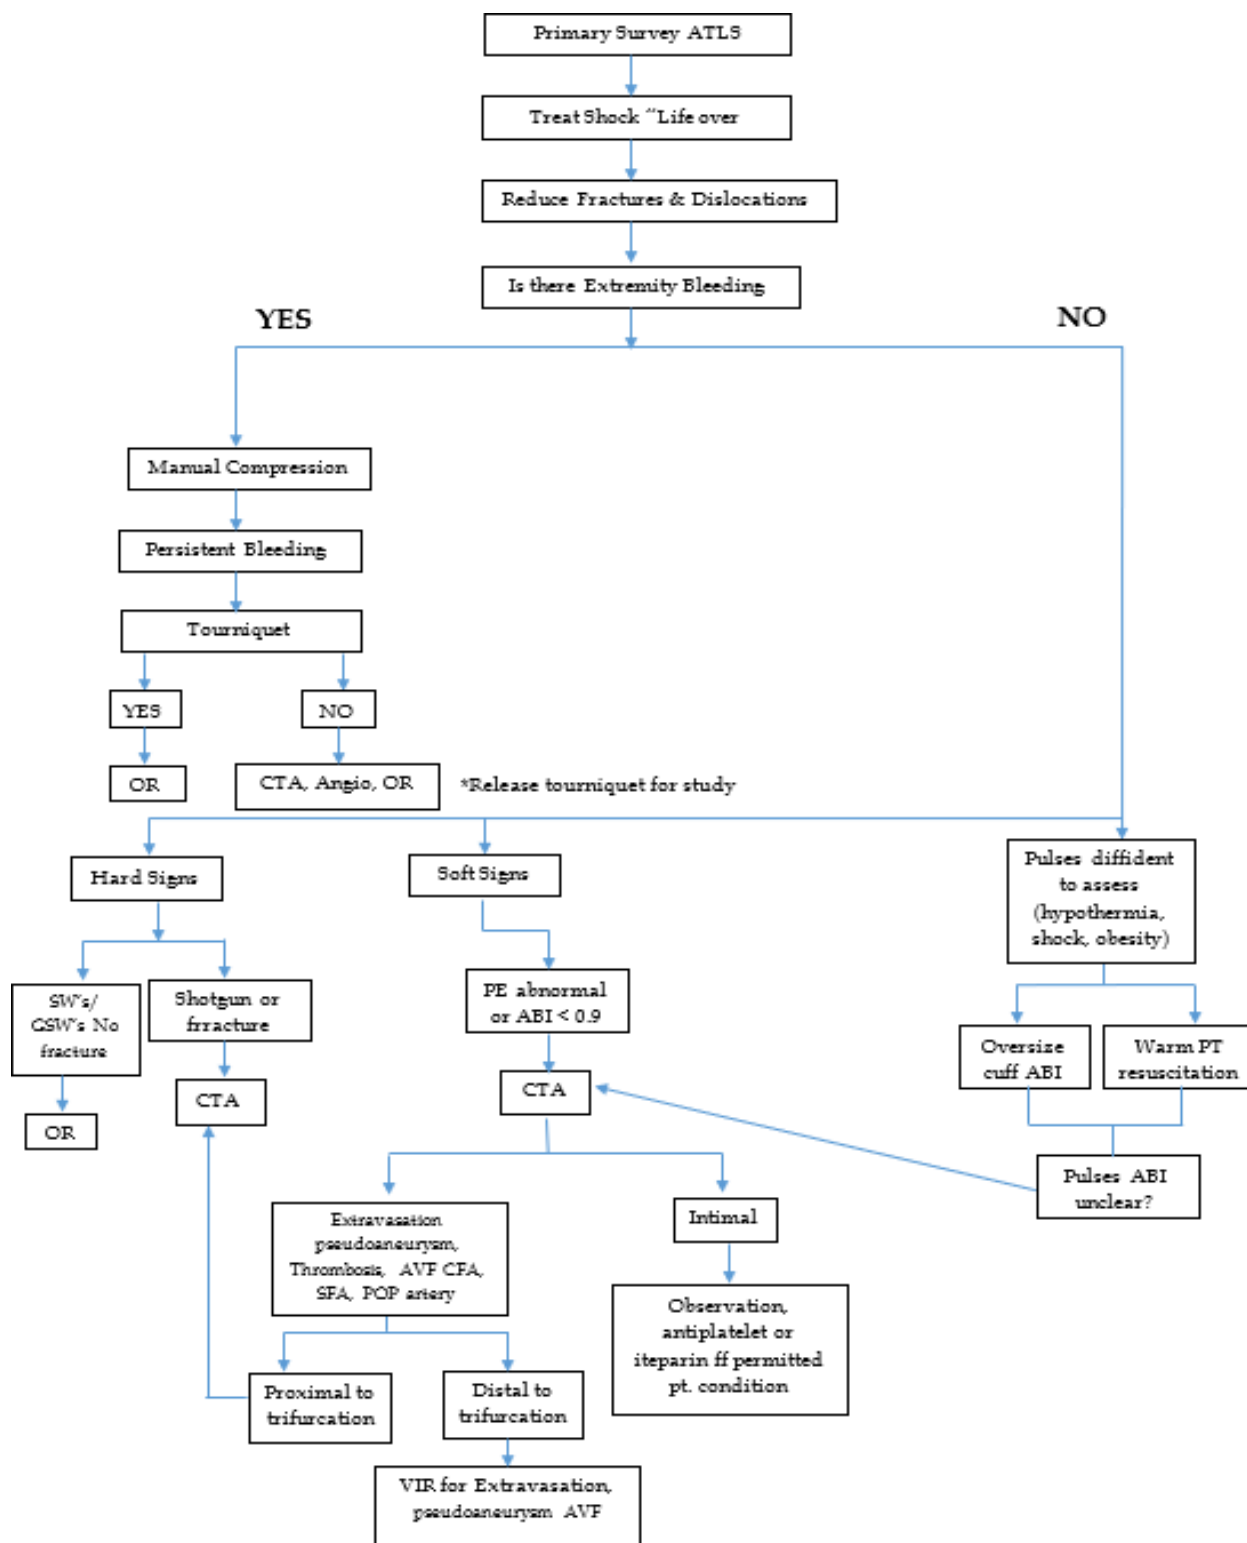 Primary Survey ATLS
Treat Shock “Life over
Reduce Fractures & Dislocations
Is there Extremity Bleeding
YES
NO
Manual Compression
Persistent Bleeding
Tourniquet
YES
NO
OR
CTA, Angio, OR
*Release tourniquet for study
Hard Signs
Soft Signs
Pulses diffident
to assess
(hypothermia,
shock, obesity)
SW's/
GSW's No
fracture
Shotgun or
frracture
PE abnormal
or ABI < 0.9
Oversize
cuff ABI
Warm PT
resuscitation
OR
CTA
CTA
Pulses ABI
unclear?
Extravasation
pseudoaneurysm,
Thrombosis, AVF CFA,
SFA, POP artery
Intimal
Observation,
antiplatelet or
iteparin ff permitted
pt. condition
Proximal to
trifurcation
Distal to
trifurcation
VIR for Extravasation,
pseudoaneurysm AVF